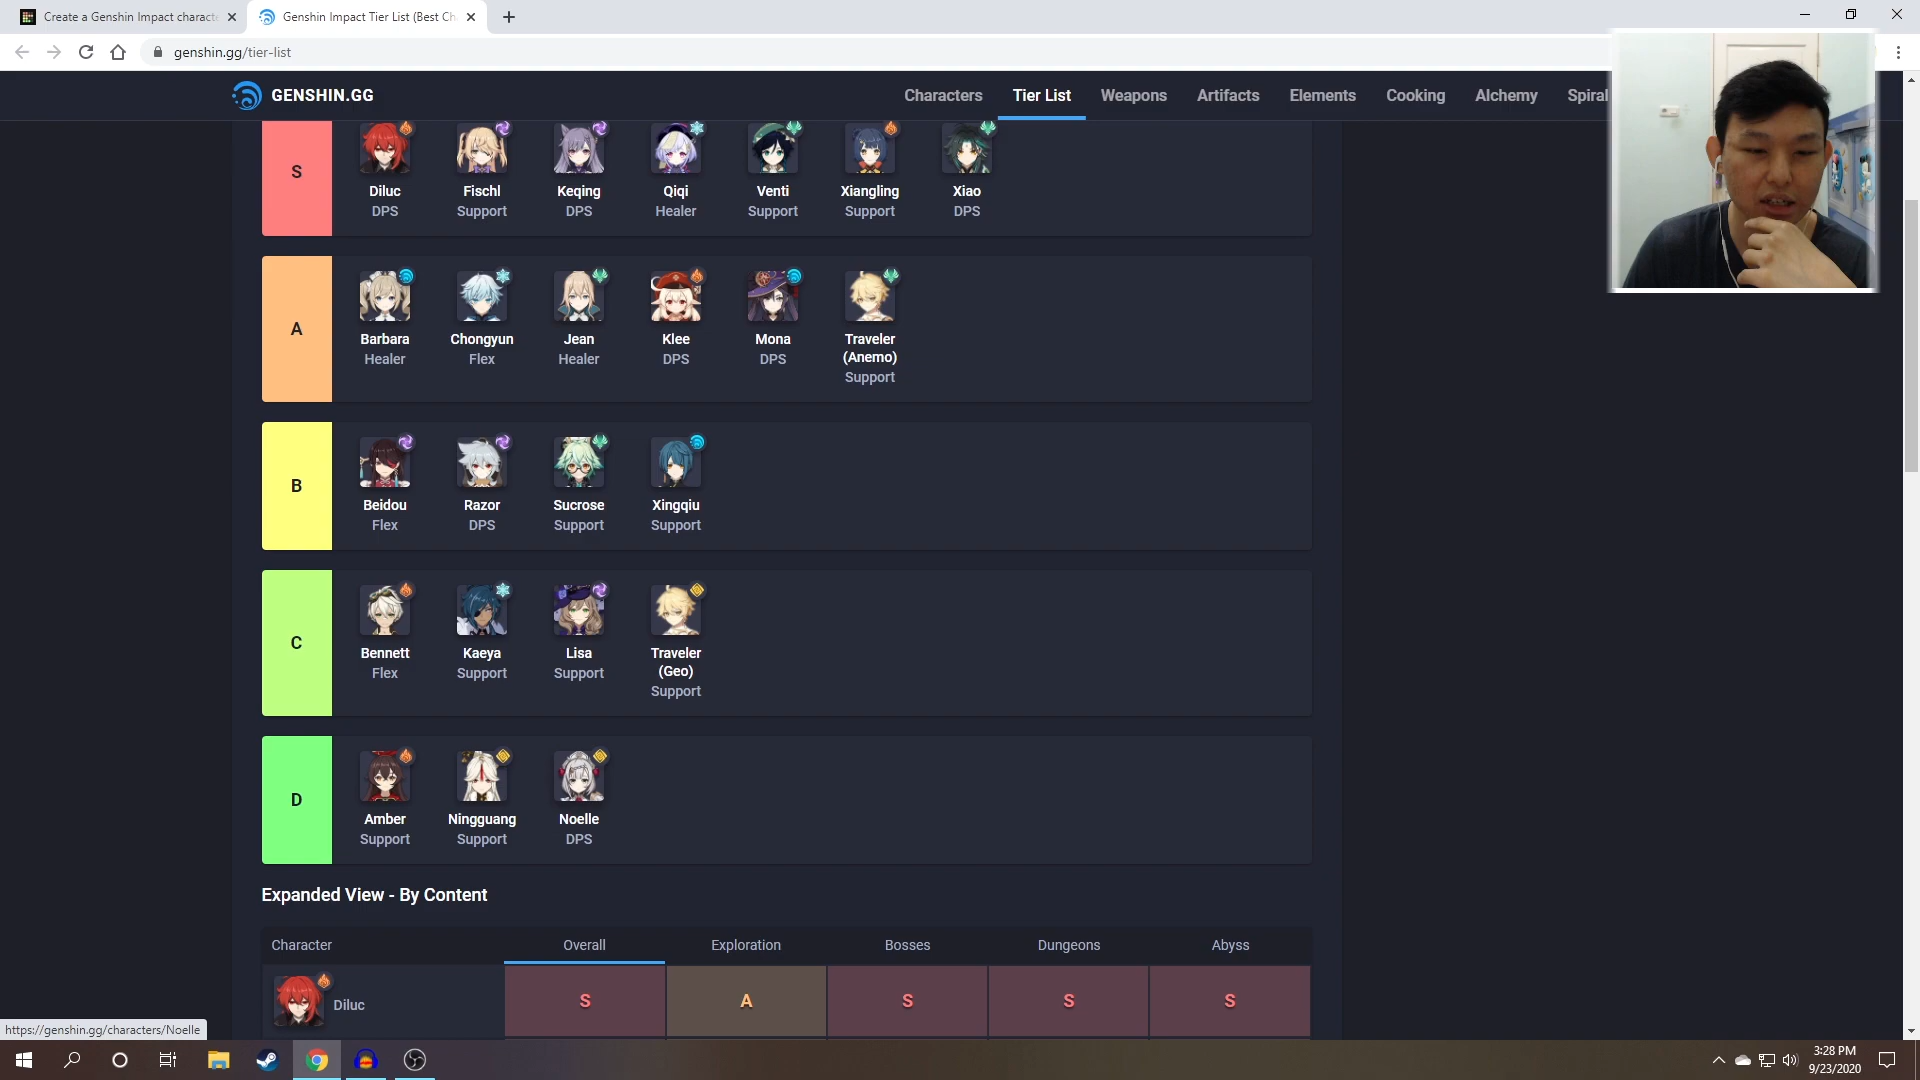 Create a Genshin Impact characte
Genshin Impact Tier List (Best Ch
genshin.gg/tier-list
GENSHIN.GG
Characters
Tier List
Weapons
Artifacts
Elements
Cooking
Alchemy
Spiral
S
Diluc
DPS
Fischl
Support
Keqing
DPS
Qiqi
Healer
Venti
Support
Xiangling
Support
Xiao
DPS
A
Barbara
Healer
Chongyun
Flex
Jean
Healer
Klee
DPS
Mona
DPS
Traveler
(Anemo)
Support
B
Beidou
Flex
Razor
DPS
Sucrose
Support
Xingqiu
Support
C
Bennett
Flex
Kaeya
Support
Lisa
Support
Traveler
(Geo)
Support
D
Amber
Support
Ningguang
Support
Noelle
DPS
Expanded View - By Content
Character
Overall
Exploration
Bosses
Dungeons
Abyss
Diluc
S
A
S
S
S
https://genshin.gg/characters/Noelle
3:28 PM
9/23/2020